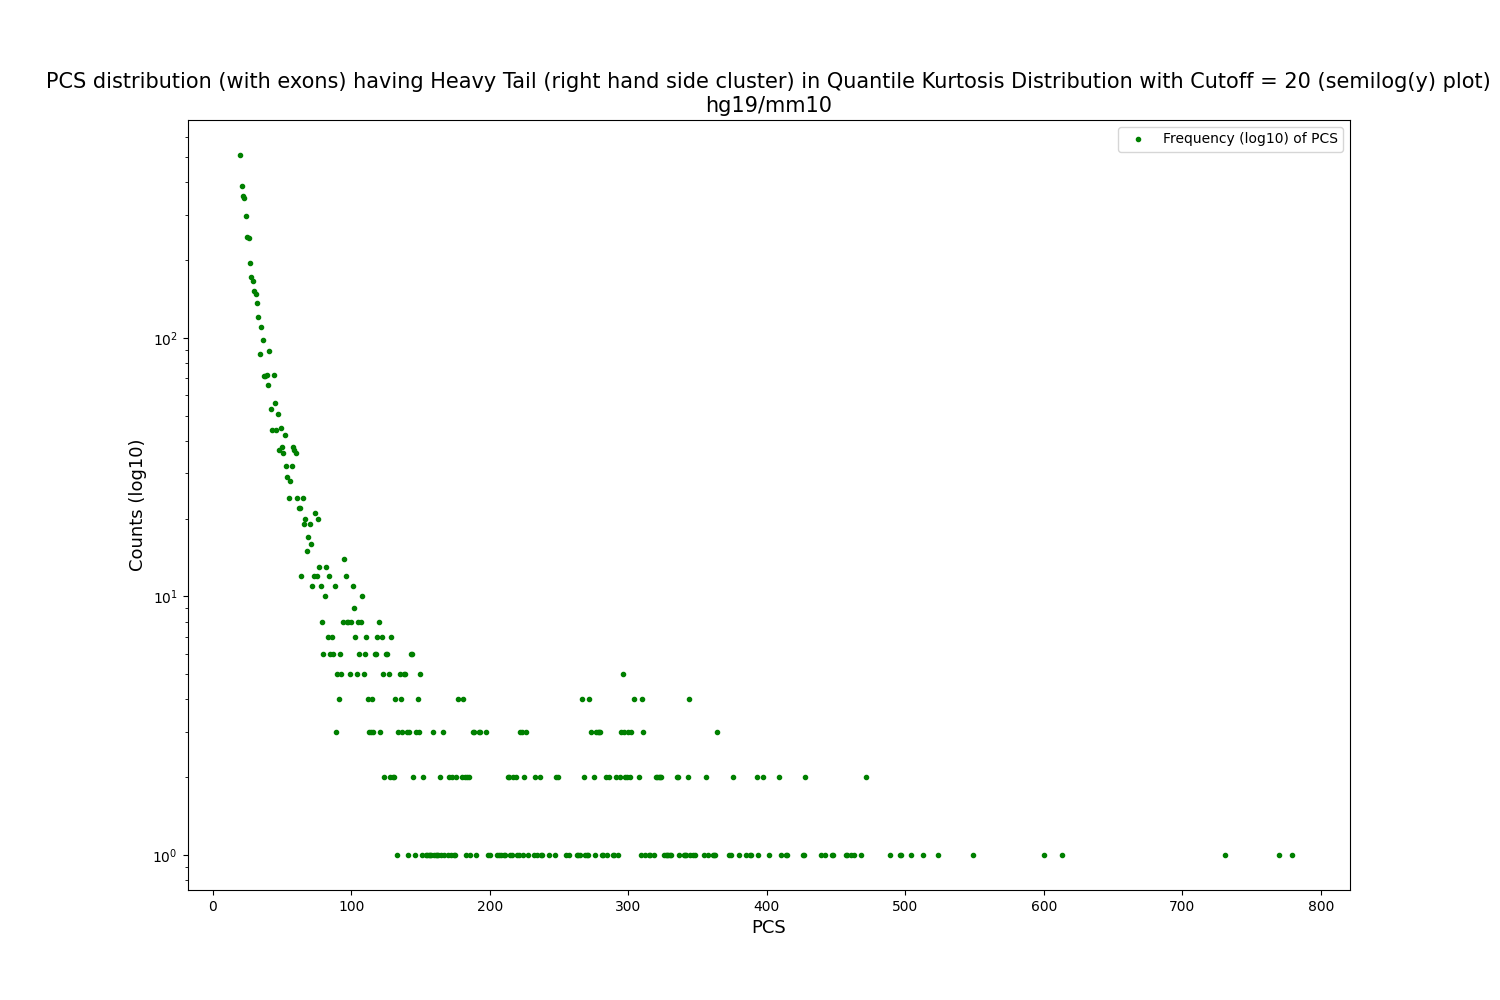 PCS distribution (with exons) having Heavy Tail (right hand side cluster) in Quantile Kurtosis Distribution with Cutoff = 20 (semilog(y) plot)
hg19/mm10
Frequency (log10) of PCS
Counts (log10)
10²
10¹
10⁰
0 100 200 300 400 500 600 700 800
PCS